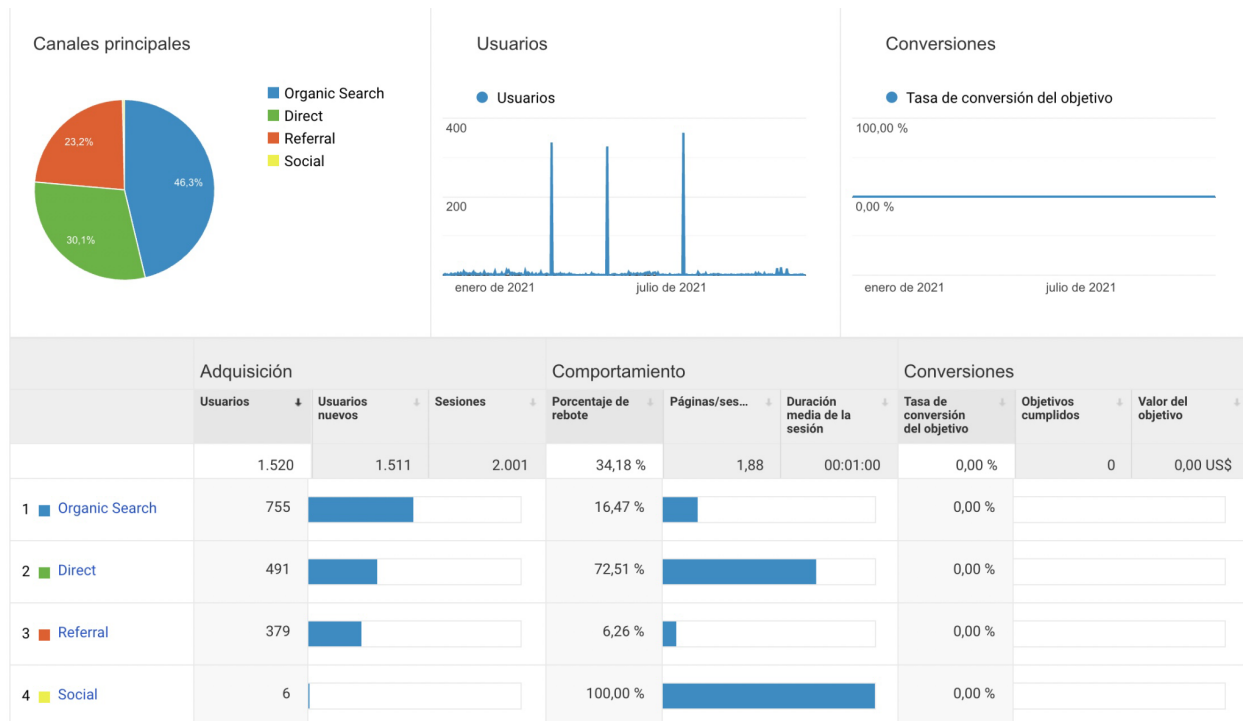 Canales principales
Organic Search
Direct
Referral
Social
23,2%
46,3%
30,1%
Usuarios
Usuarios
400
200
enero de 2021
julio de 2021
Conversiones
Tasa de conversión del objetivo
100,00 %
0,00 %
enero de 2021
julio de 2021
Adquisición
Comportamiento
Conversiones
Usuarios
Usuarios
nuevos
Sesiones
Porcentaje de
rebote
Páginas/ses...
Duración
media de la
sesión
Tasa de
conversión
del objetivo
Objetivos
cumplidos
Valor del
objetivo
1.520 1.511 2.001 34,18 % 1,88 00:01:00 0,00 % 0 0,00 US$
1 Organic Search 755 16,47 % 0,00 %
2 Direct 491 72,51 % 0,00 %
3 Referral 379 6,26 % 0,00 %
4 Social 6 100,00 % 0,00 %